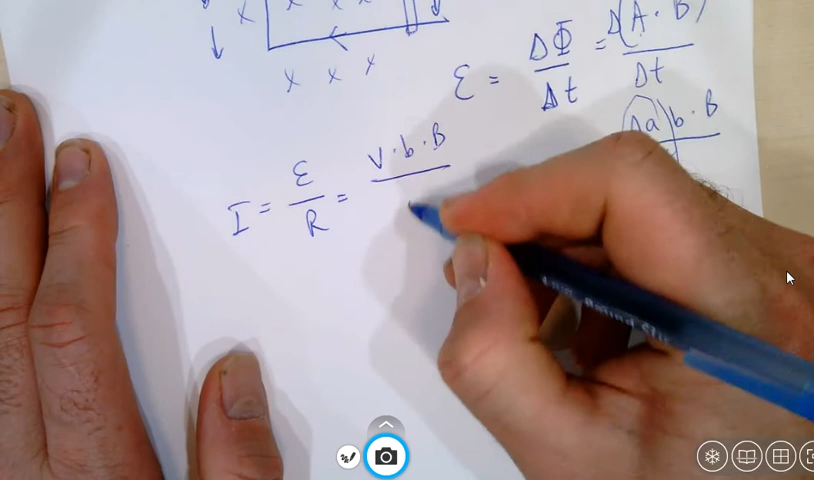 x x x x
x x x
ε = ΔΦ / Δt = Δ(A · B) / Δt
(Δa) b · B
I = ε / R = v · b · B